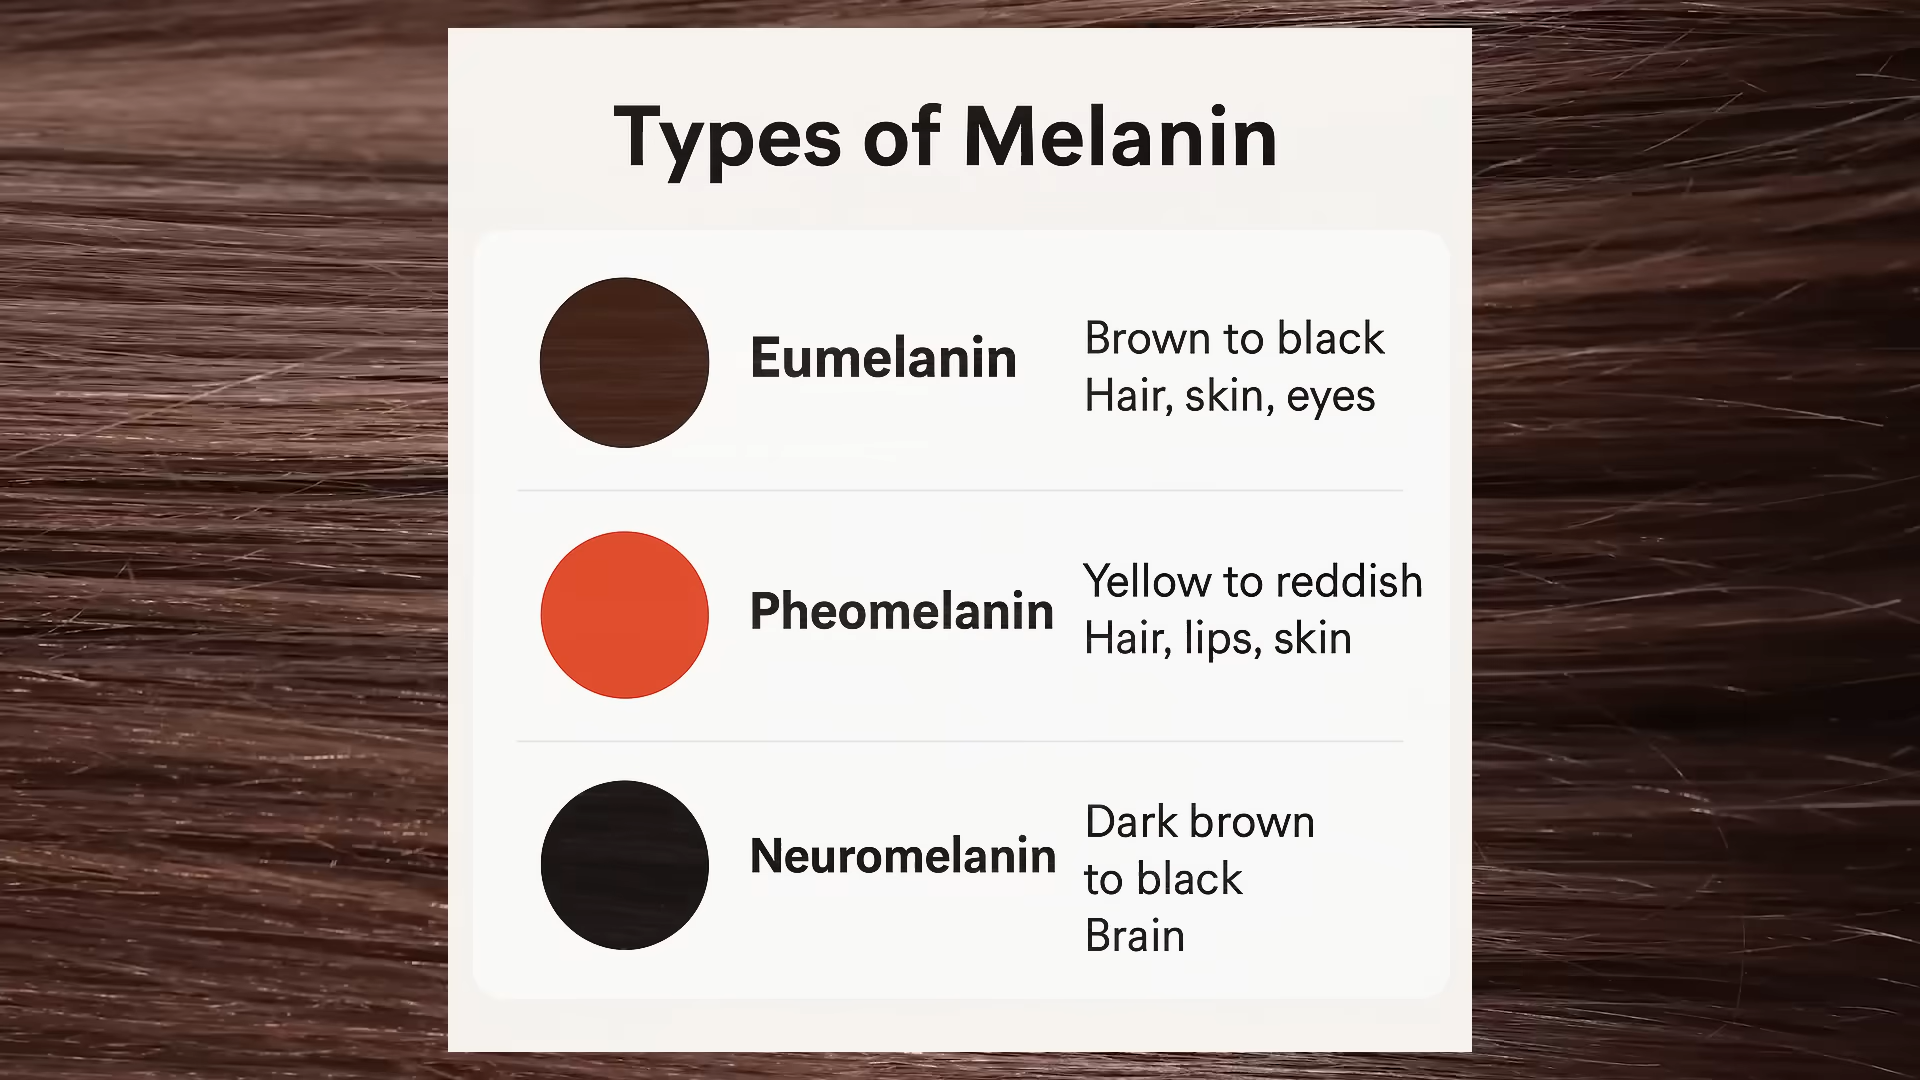 Types of Melanin
Eumelanin
Brown to black
Hair, skin, eyes
Pheomelanin
Yellow to reddish
Hair, lips, skin
Neuromelanin
Dark brown
to black
Brain